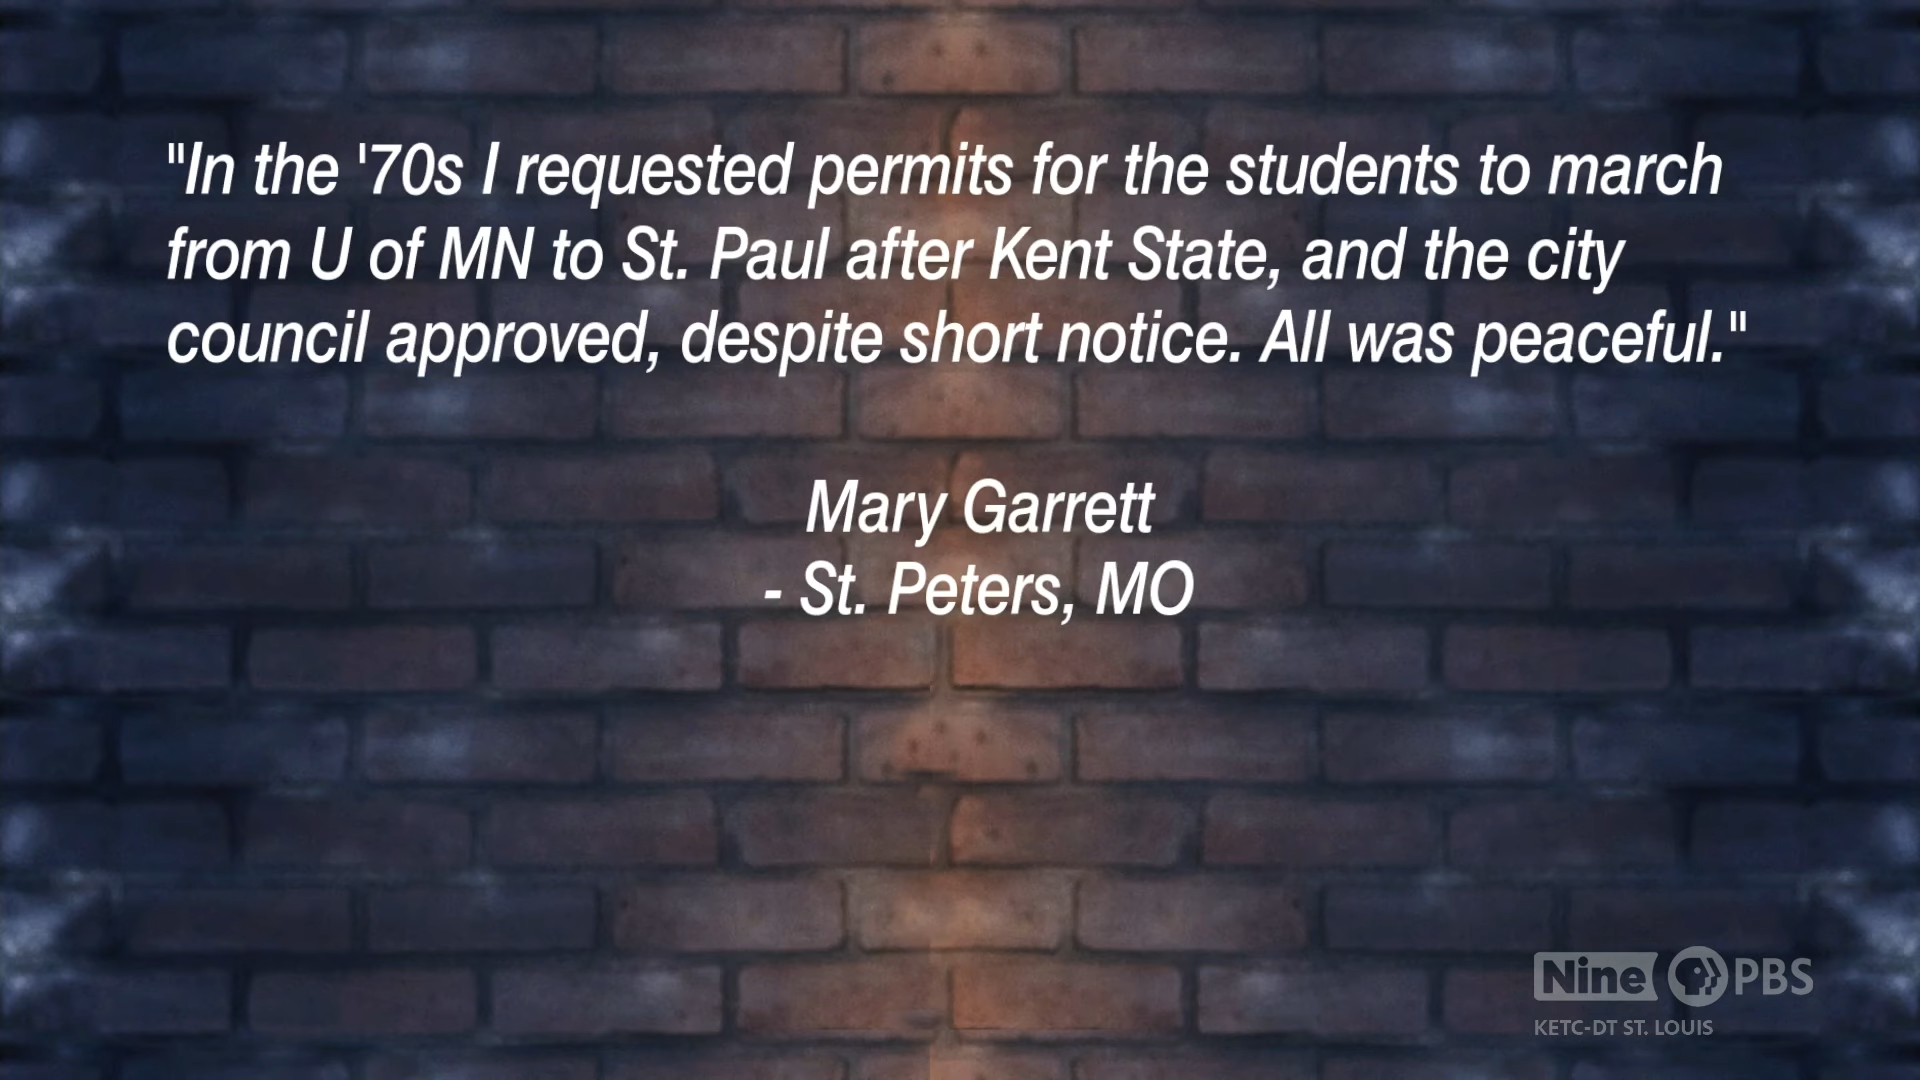 "In the '70s I requested permits for the students to march
from U of MN to St. Paul after Kent State, and the city
council approved, despite short notice. All was peaceful."
Mary Garrett
- St. Peters, MO
Nine PBS
KETC-DT ST. LOUIS